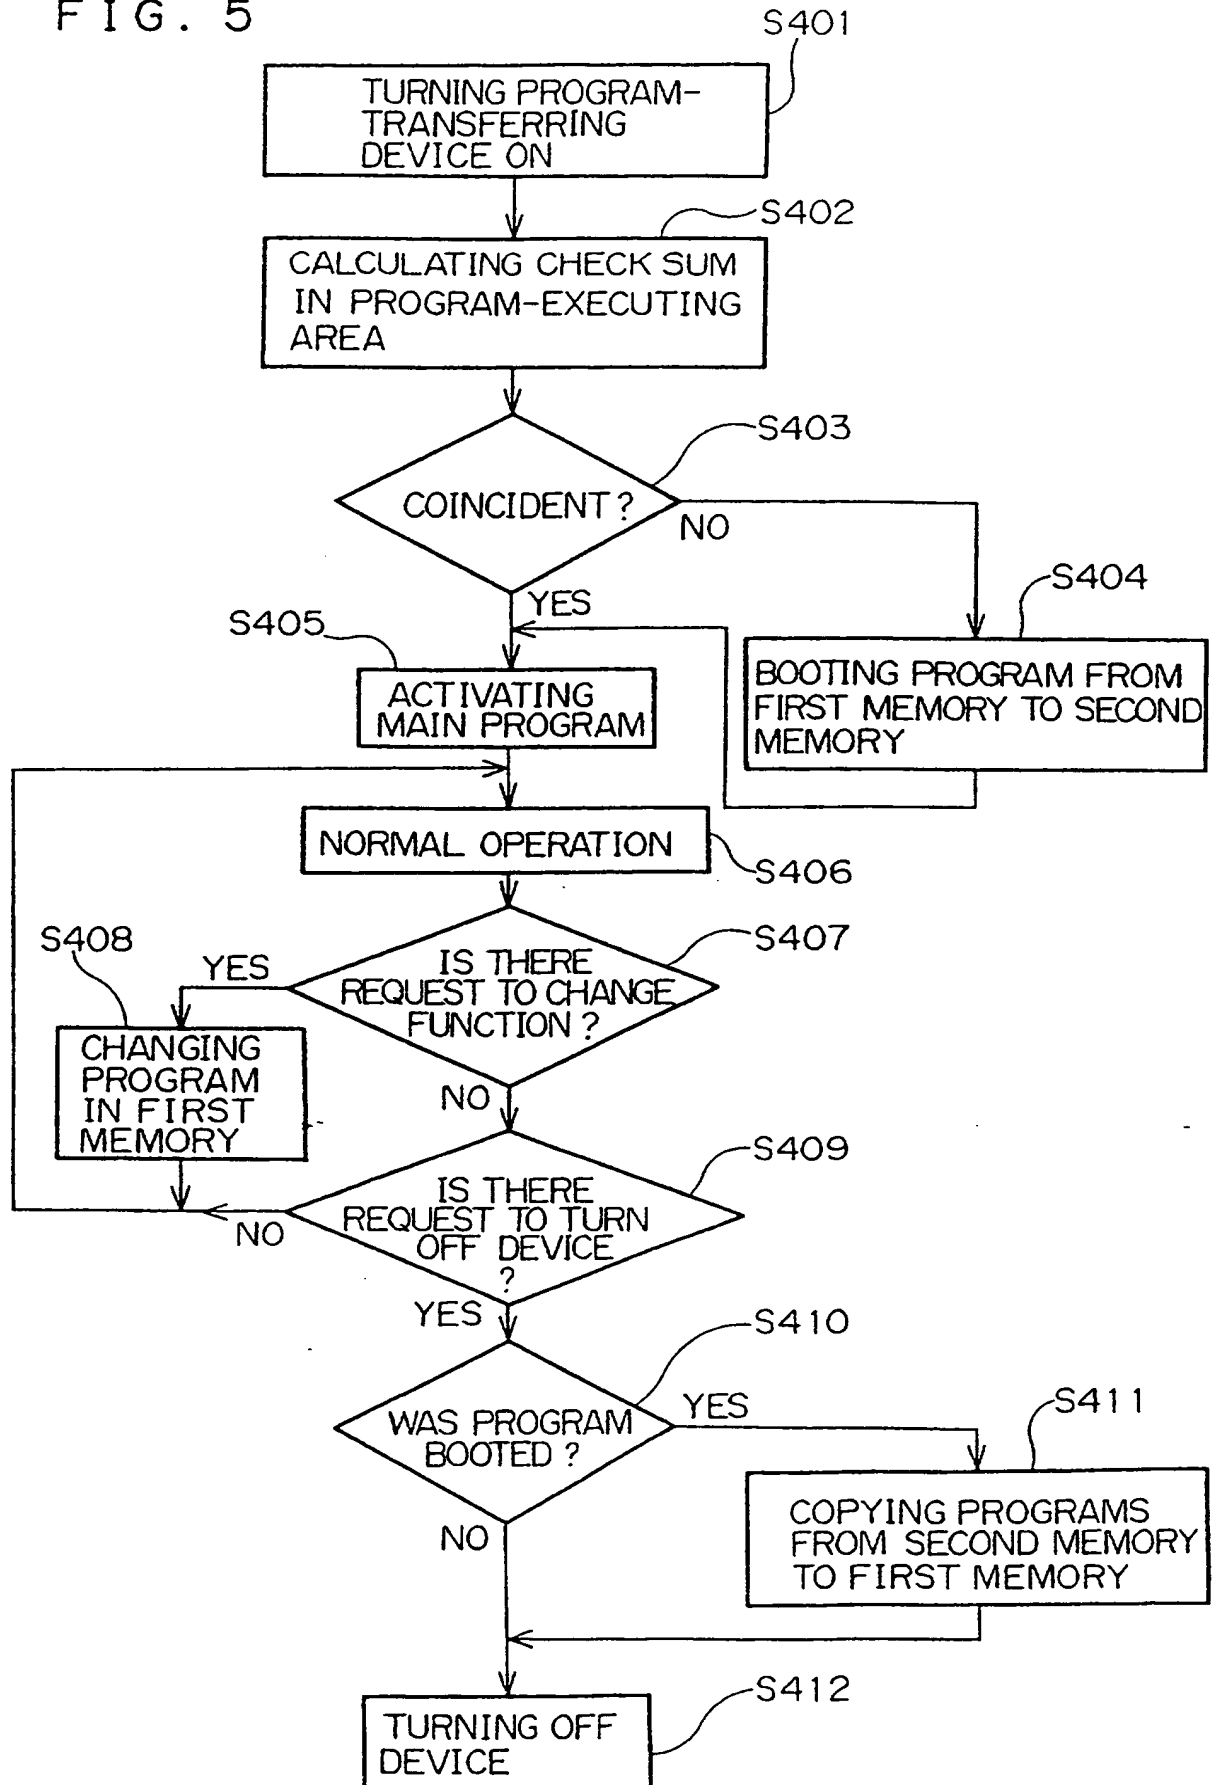 FIG. 5
S401
TURNING PROGRAM-
TRANSFERRING
DEVICE ON
S402
CALCULATING CHECK SUM
IN PROGRAM-EXECUTING
AREA
S403
COINCIDENT ?
NO
YES
S404
BOOTING PROGRAM FROM
FIRST MEMORY TO SECOND
MEMORY
S405
ACTIVATING
MAIN PROGRAM
NORMAL OPERATION
S406
S407
IS THERE
REQUEST TO CHANGE
FUNCTION ?
YES
S408
CHANGING
PROGRAM
IN FIRST
MEMORY
NO
S409
IS THERE
REQUEST TO TURN
OFF DEVICE
?
NO
YES
S410
WAS PROGRAM
BOOTED ?
YES
S411
COPYING PROGRAMS
FROM SECOND MEMORY
TO FIRST MEMORY
NO
S412
TURNING OFF
DEVICE